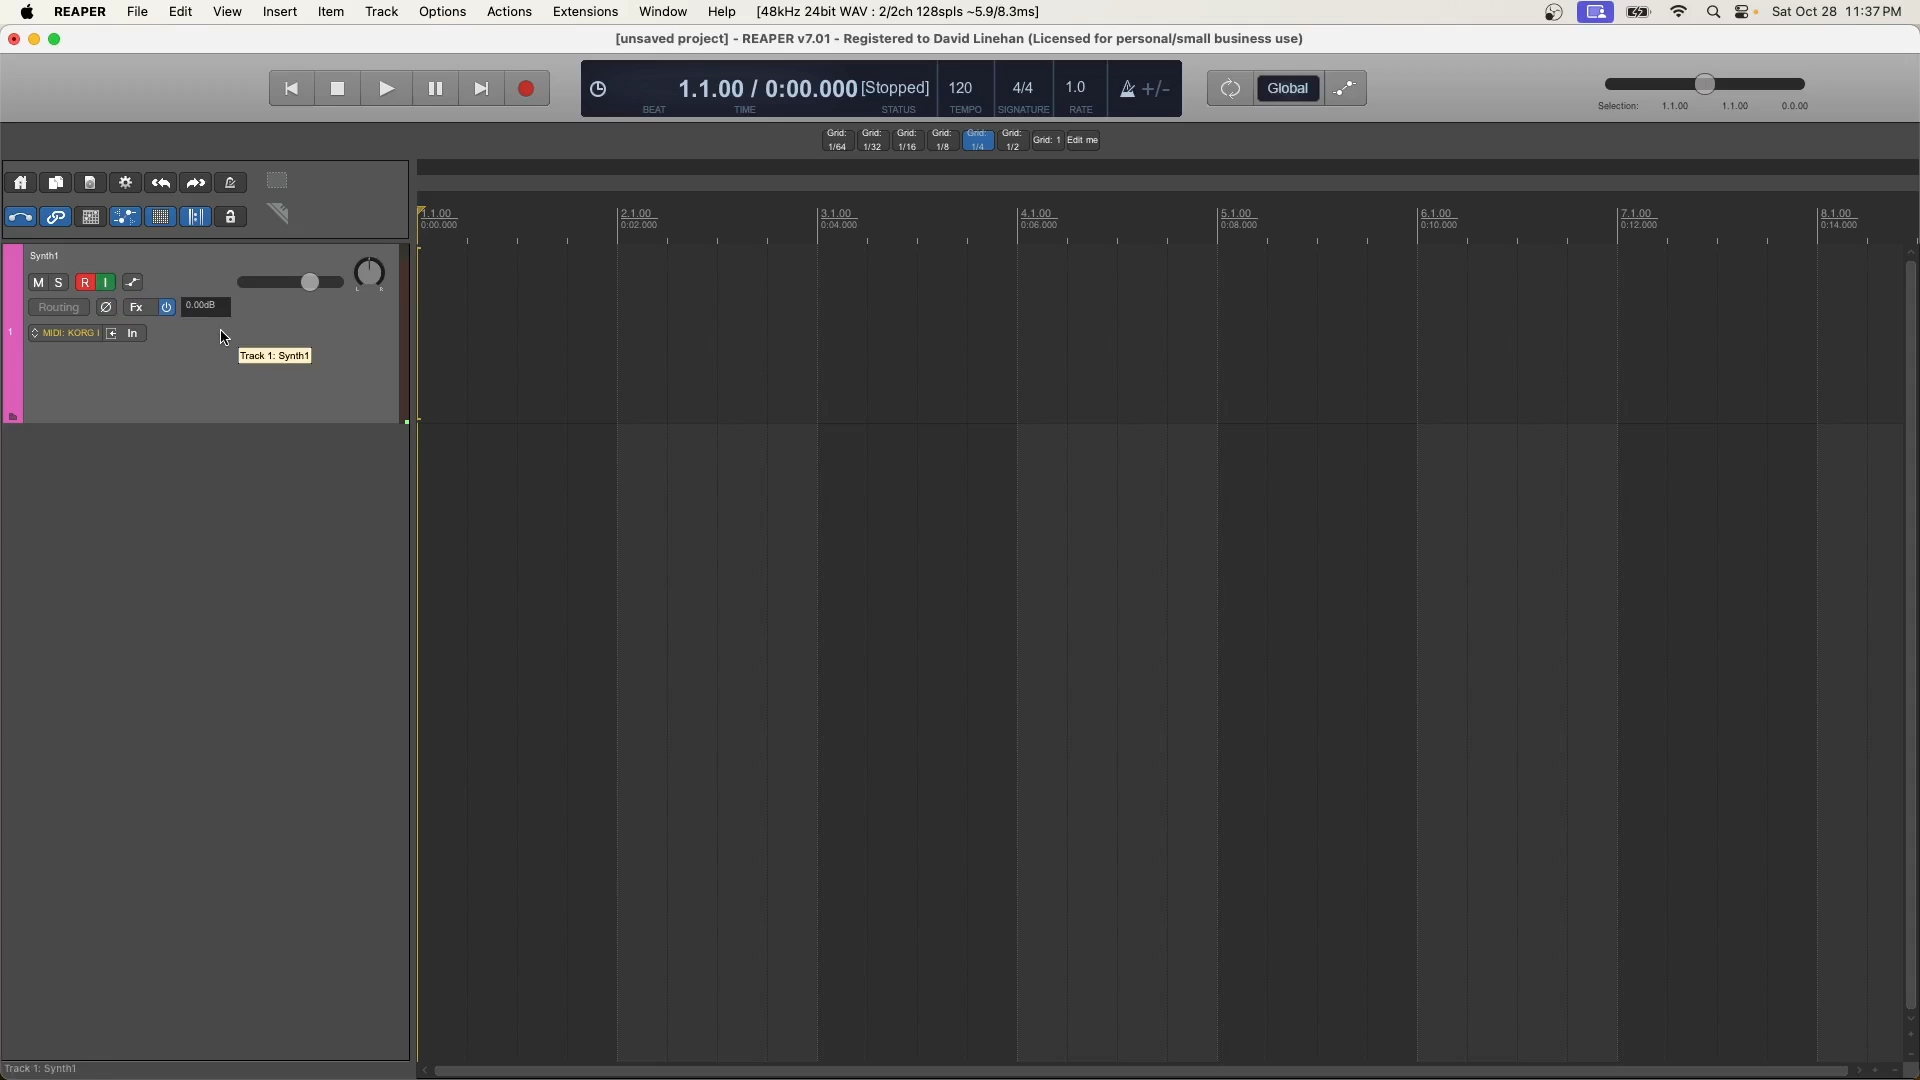 REAPER File Edit View Insert Item Track Options Actions Extensions Window Help [48kHz 24bit WAV : 2/2ch 128spls ~5.9/8.3ms] Sat Oct 28 11:37 PM
[unsaved project] - REAPER v7.01 - Registered to David Linehan (Licensed for personal/small business use)
1.1.00 / 0:00.000 [Stopped] 120 4/4 1.0 +/- Global
BEAT TIME STATUS TEMPO SIGNATURE RATE
Selection: 1.1.00 1.1.00 0.0.00
Grid: Grid: Grid: Grid: Grid: Grid: Grid: 1 Edit me
1/64 1/32 1/16 1/8 1/4 1/2
1.1.00 2.1.00 3.1.00 4.1.00 5.1.00 6.1.00 7.1.00 8.1.00
0:00.000 0:02.000 0:04.000 0:06.000 0:08.000 0:10.000 0:12.000 0:14.000
Synth1
M S R I
L R
Routing Ø Fx 0.00dB
1 MIDI: KORG I In
Track 1: Synth1
Track 1: Synth1